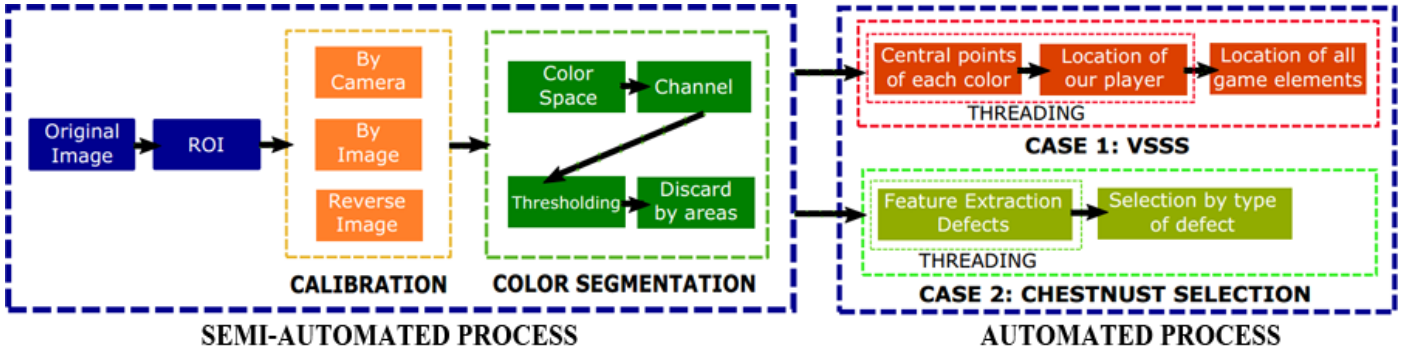 Original
Image
ROI
By
Camera
By
Image
Reverse
Image
CALIBRATION
Color
Space
Channel
Thresholding
Discard
by areas
COLOR SEGMENTATION
SEMI-AUTOMATED PROCESS
Central points
of each color
Location of
our player
Location of all
game elements
THREADING
CASE 1: VSSS
Feature Extraction
Defects
Selection by type
of defect
THREADING
CASE 2: CHESTNUST SELECTION
AUTOMATED PROCESS